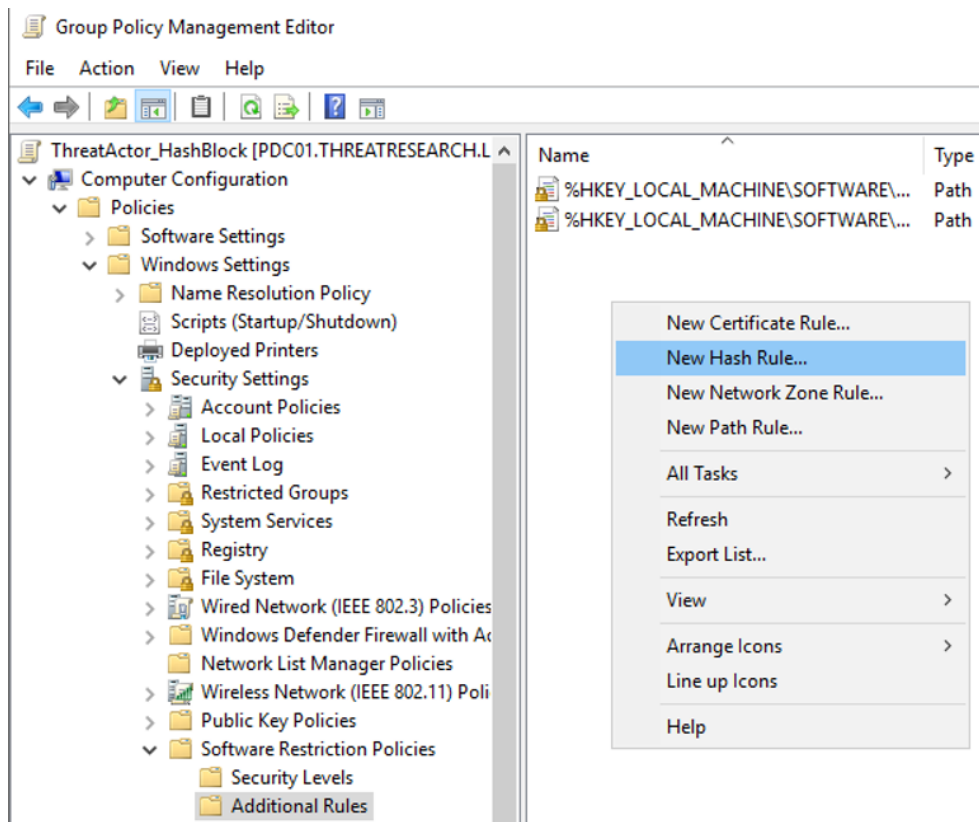 Group Policy Management Editor
File Action View Help
ThreatActor_HashBlock [PDC01.THREATRESEARCH.L
Computer Configuration
Policies
Software Settings
Windows Settings
Name Resolution Policy
Scripts (Startup/Shutdown)
Deployed Printers
Security Settings
Account Policies
Local Policies
Event Log
Restricted Groups
System Services
Registry
File System
Wired Network (IEEE 802.3) Policies
Windows Defender Firewall with Ad
Network List Manager Policies
Wireless Network (IEEE 802.11) Poli
Public Key Policies
Software Restriction Policies
Security Levels
Additional Rules
Name Type
%HKEY_LOCAL_MACHINE\SOFTWARE\... Path
%HKEY_LOCAL_MACHINE\SOFTWARE\... Path
New Certificate Rule...
New Hash Rule...
New Network Zone Rule...
New Path Rule...
All Tasks
Refresh
Export List...
View
Arrange Icons
Line up Icons
Help